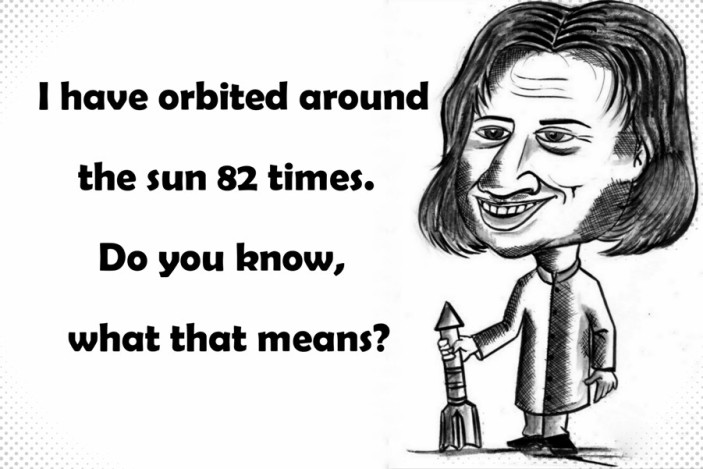 I have orbited around
the sun 82 times.
Do you know,
what that means?